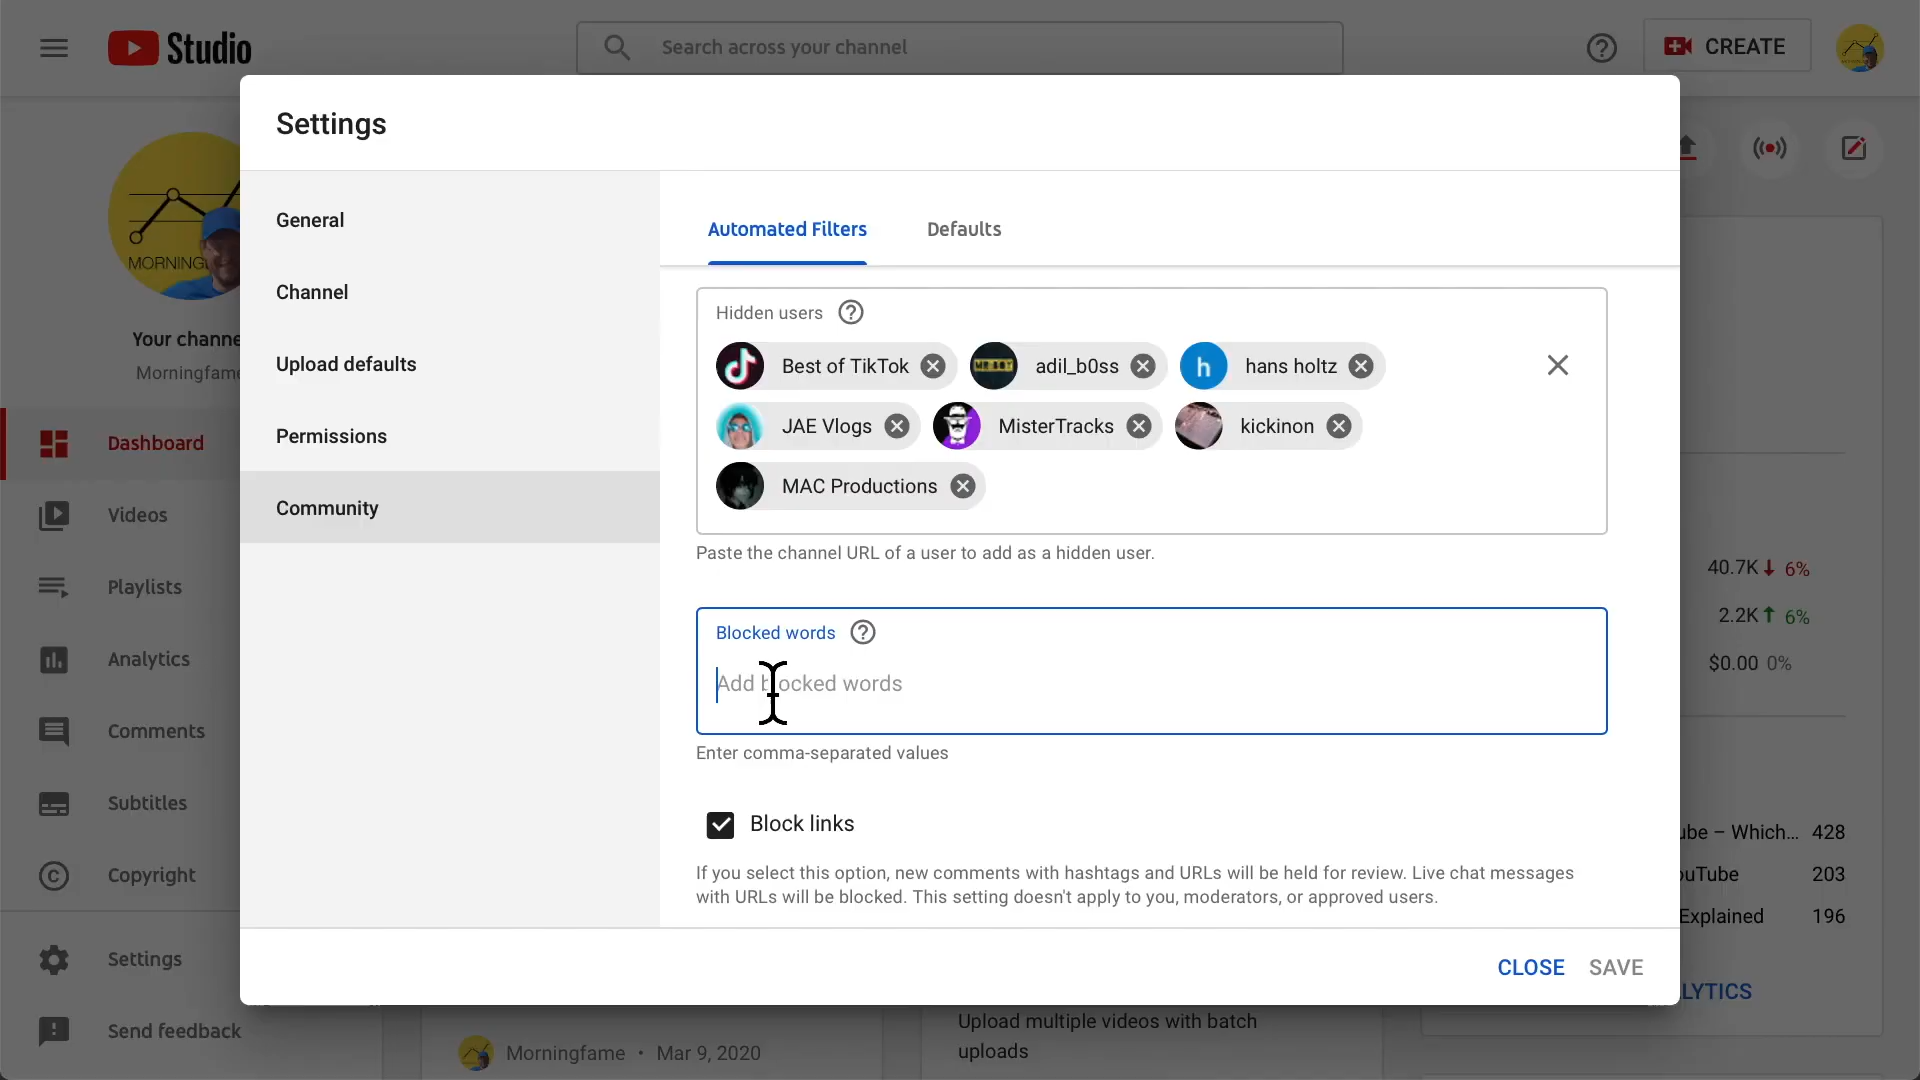 Studio
Search across your channel
CREATE
Settings
General
Channel
Upload defaults
Permissions
Community
Automated Filters
Defaults
Hidden users
Best of TikTok
adil_b0ss
h
hans holtz
JAE Vlogs
MisterTracks
kickinon
MAC Productions
Paste the channel URL of a user to add as a hidden user.
Blocked words
Add blocked words
Enter comma-separated values
Block links
If you select this option, new comments with hashtags and URLs will be held for review. Live chat messages
with URLs will be blocked. This setting doesn't apply to you, moderators, or approved users.
CLOSE
SAVE
MORNING
Your channe
Morningfame
Dashboard
Videos
Playlists
Analytics
Comments
Subtitles
Copyright
Settings
Send feedback
40.7K 6%
2.2K 6%
$0.00 0%
ube – Which... 428
ouTube 203
Explained 196
LYTICS
Morningfame • Mar 9, 2020
Upload multiple videos with batch
uploads